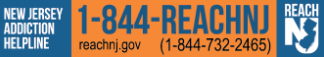 NEW JERSEY
ADDICTION
HELPLINE
1-844-REACHNJ
reachnj.gov (1-844-732-2465)
REACH
NJ